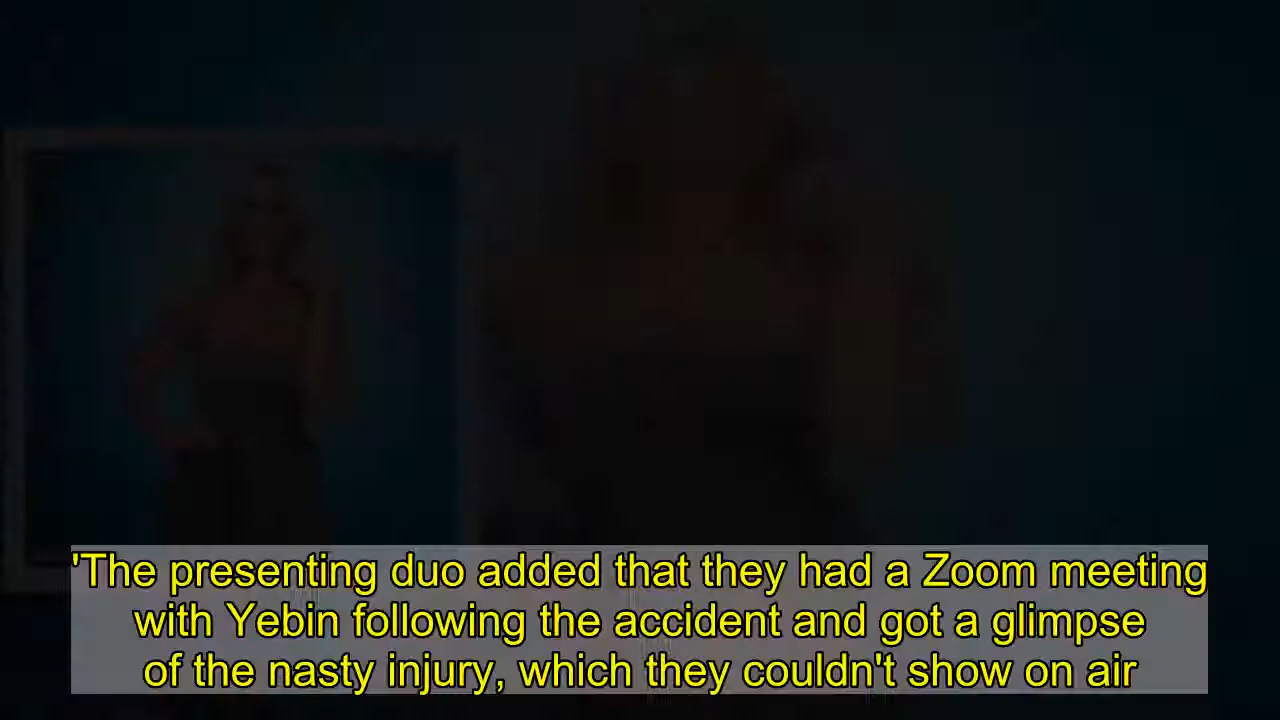 'The presenting duo added that they had a Zoom meeting
with Yebin following the accident and got a glimpse
of the nasty injury, which they couldn't show on air